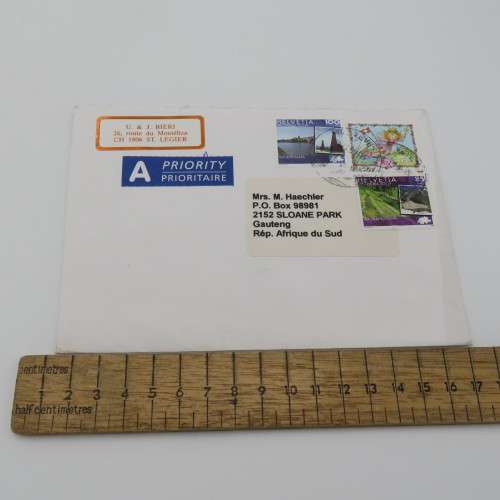 U. & J. BIERI
26, route du Montéliza
CH 1806 ST. LEGIER
A PRIORITY
PRIORITAIRE
HELVETIA 100
HELVETIA
Mrs. M. Haechler
P.O. Box 98981
2152 SLOANE PARK
Gauteng
Rép. Afrique du Sud
centimetres
2 3 4 5 6 7 8 9 10 11 12 13 14 15 16 17
half centimetres